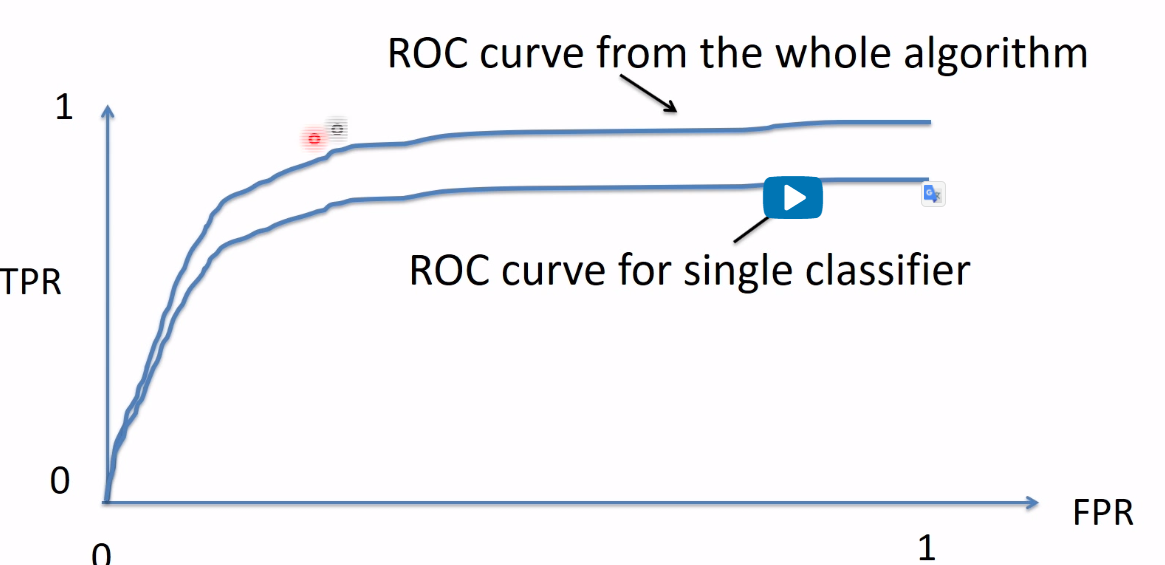 ROC curve from the whole algorithm
1
ROC curve for single classifier
TPR
0
FPR
0
1